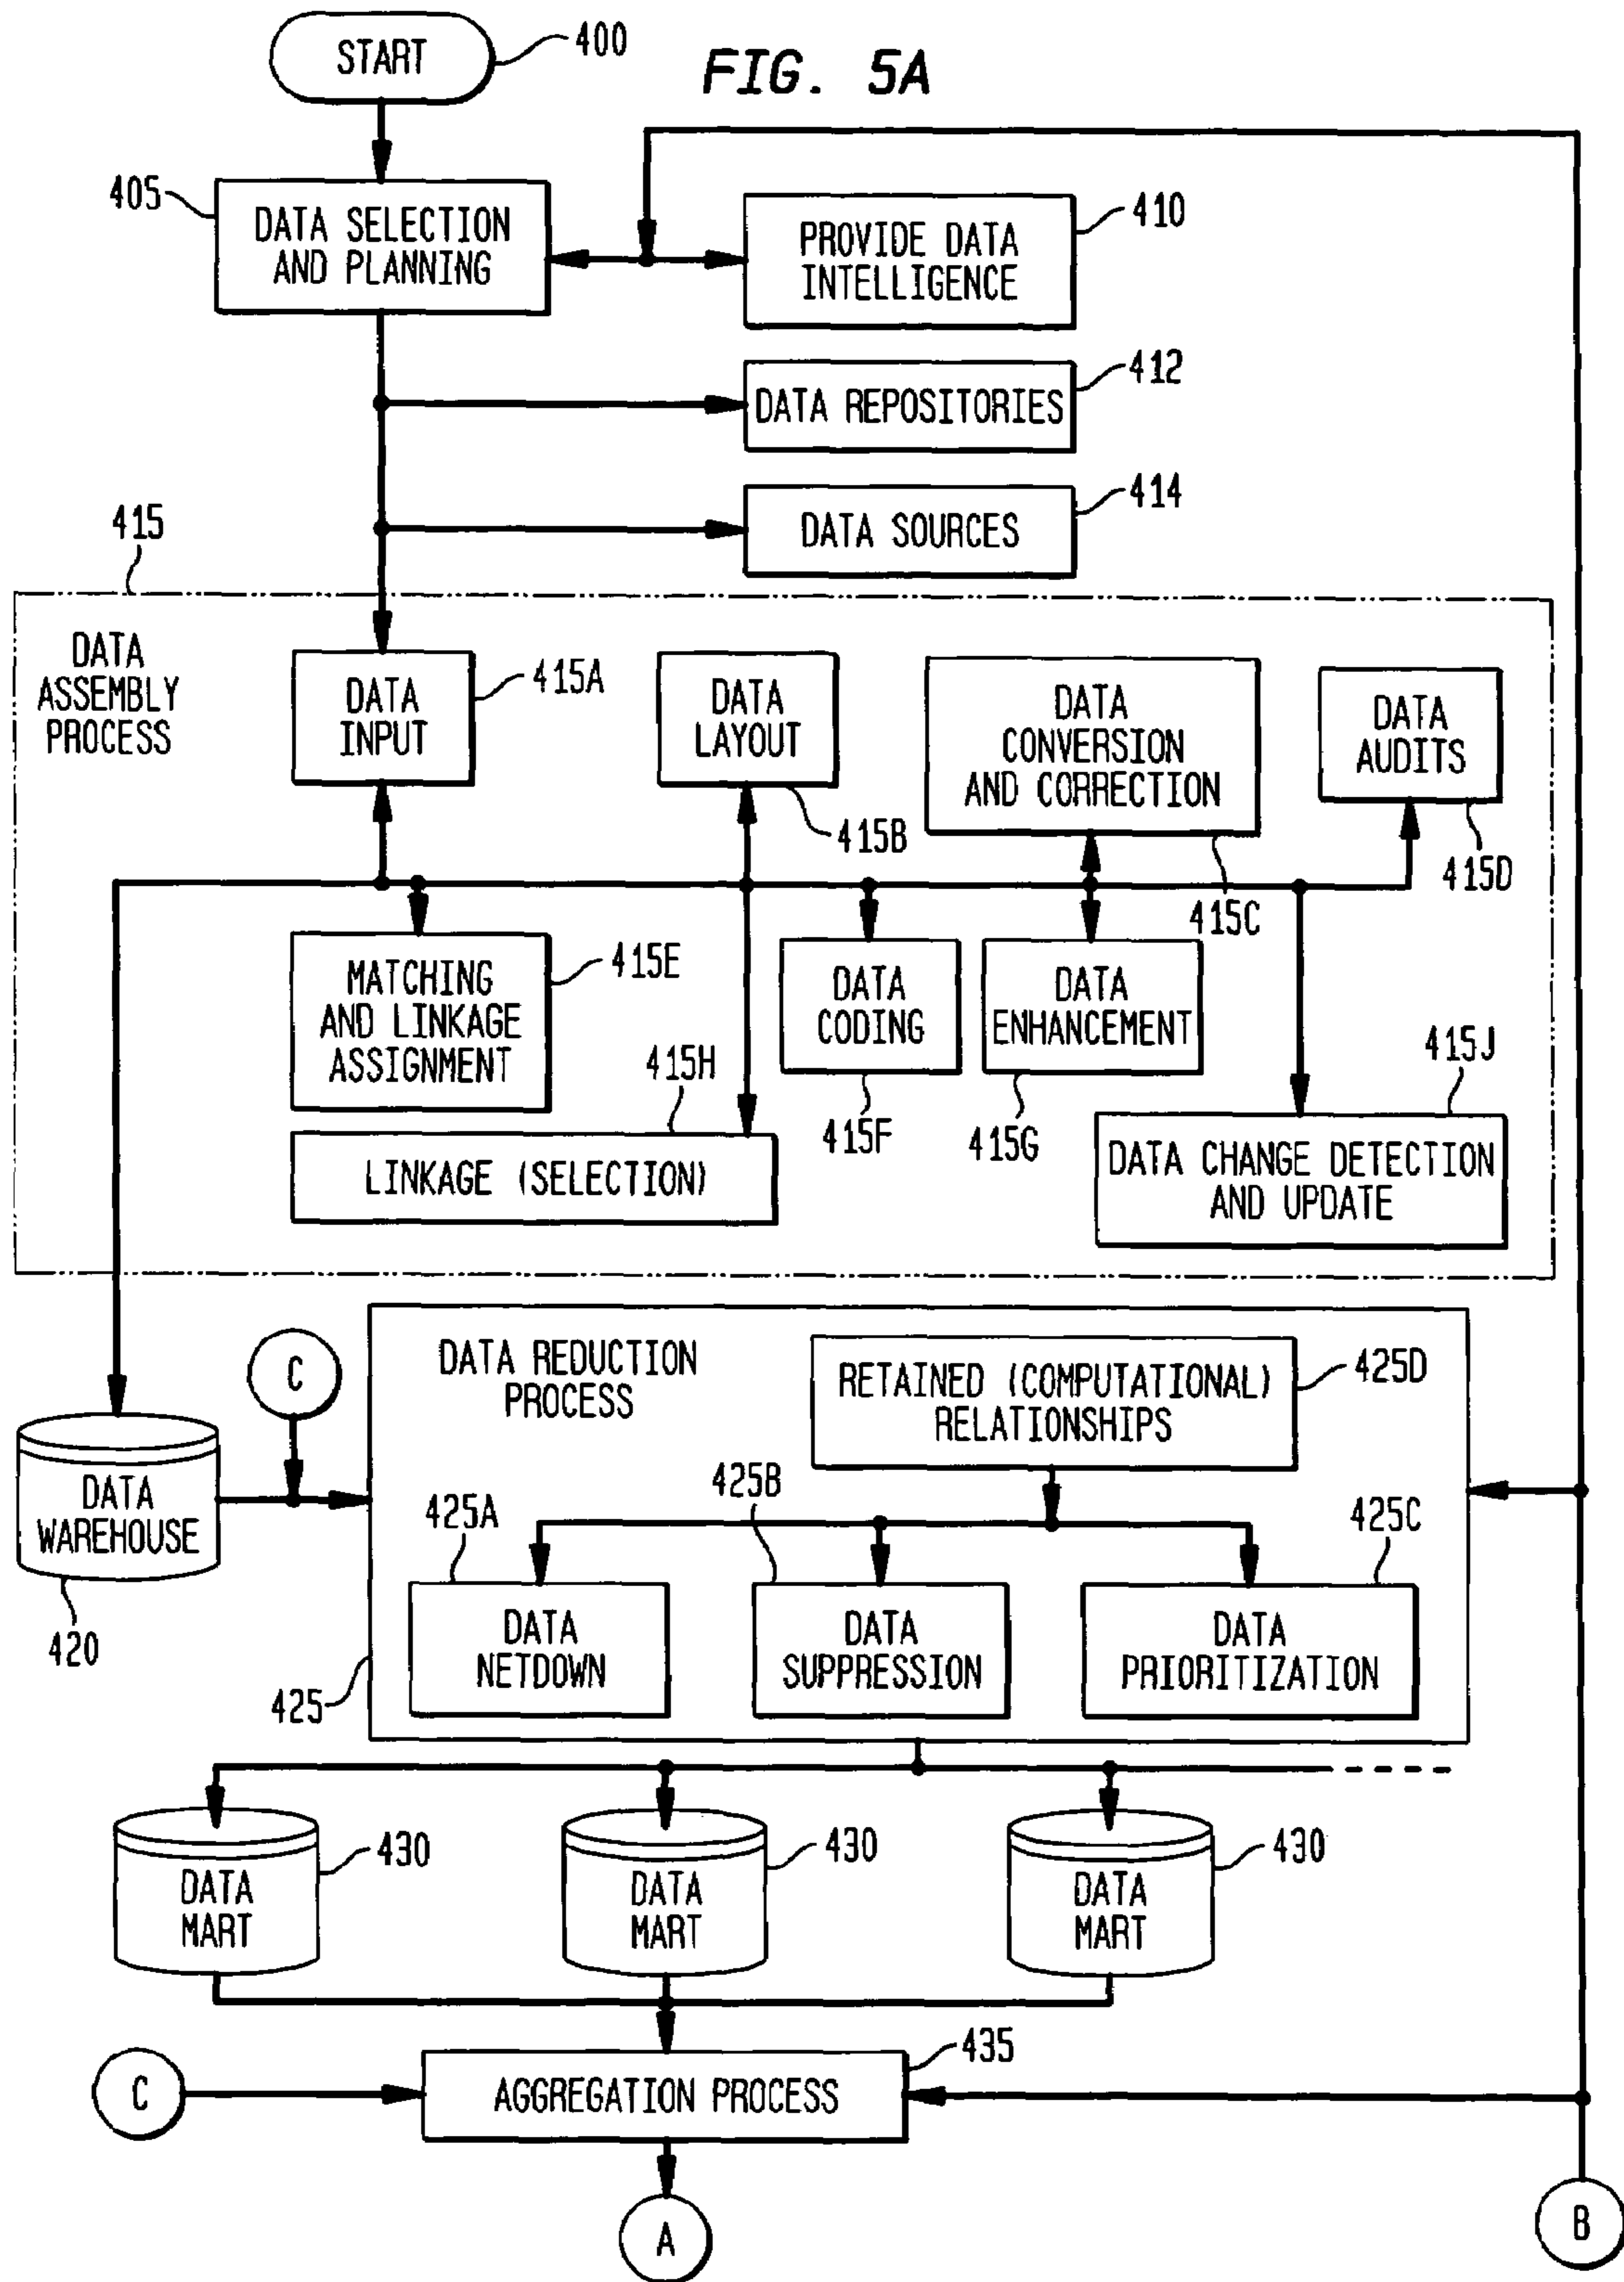 START
400
FIG. 5A
405
DATA SELECTION
AND PLANNING
PROVIDE DATA
INTELLIGENCE
410
DATA REPOSITORIES
412
DATA SOURCES
414
415
DATA
ASSEMBLY
PROCESS
DATA
INPUT
415A
DATA
LAYOUT
415B
DATA
CONVERSION
AND CORRECTION
415C
DATA
AUDITS
415D
MATCHING
AND LINKAGE
ASSIGNMENT
415E
DATA
CODING
415F
DATA
ENHANCEMENT
415G
415H
LINKAGE (SELECTION)
415J
DATA CHANGE DETECTION
AND UPDATE
C
DATA
WAREHOUSE
420
DATA REDUCTION
PROCESS
RETAINED (COMPUTATIONAL)
RELATIONSHIPS
425D
425A
DATA
NETDOWN
425B
DATA
SUPPRESSION
425C
DATA
PRIORITIZATION
425
DATA
MART
430
DATA
MART
430
DATA
MART
430
C
AGGREGATION PROCESS
435
A
B